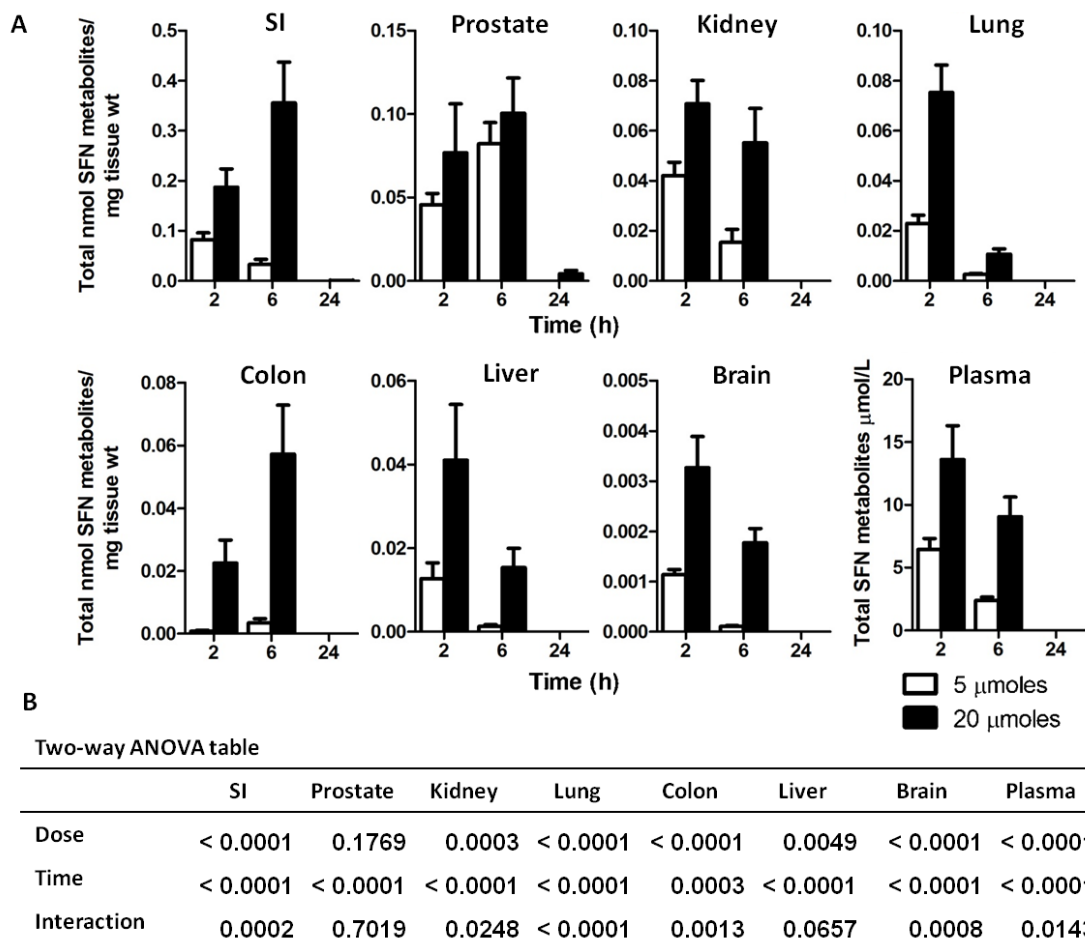 A
SI
Prostate
Kidney
Lung
Total nmol SFN metabolites/
mg tissue wt
0.5
0.4
0.3
0.2
0.1
0.0
2 6 24
0.15
0.10
0.05
0.00
2 6 24
0.10
0.08
0.06
0.04
0.02
0.00
2 6 24
0.10
0.08
0.06
0.04
0.02
0.00
2 6 24
Time (h)
Colon
Liver
Brain
Plasma
Total nmol SFN metabolites/
mg tissue wt
0.08
0.06
0.04
0.02
0.00
2 6 24
0.06
0.04
0.02
0.00
2 6 24
0.005
0.004
0.003
0.002
0.001
0.000
2 6 24
Total SFN metabolites μmol/L
20
15
10
5
0
2 6 24
Time (h)
5 μmoles
20 μmoles
B
Two-way ANOVA table
SI Prostate Kidney Lung Colon Liver Brain Plasma
Dose < 0.0001 0.1769 0.0003 < 0.0001 < 0.0001 0.0049 < 0.0001 < 0.0001
Time < 0.0001 < 0.0001 < 0.0001 < 0.0001 0.0003 < 0.0001 < 0.0001 < 0.0001
Interaction 0.0002 0.7019 0.0248 < 0.0001 0.0013 0.0657 0.0008 0.0143